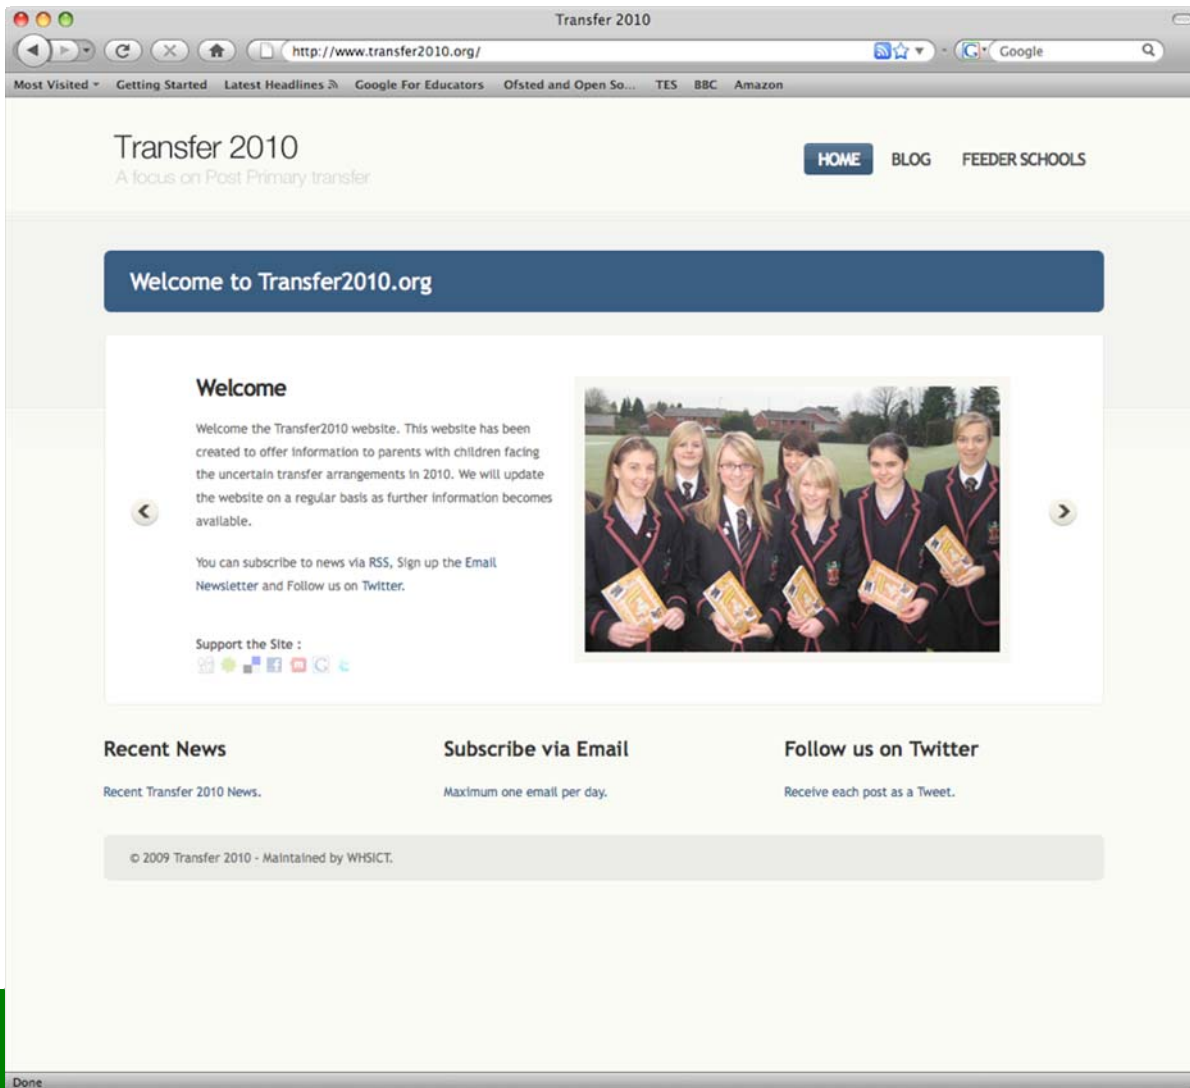 Transfer 2010
http://www.transfer2010.org/
Google
Most Visited Getting Started Latest Headlines Google For Educators Ofsted and Open So... TES BBC Amazon
Transfer 2010
A focus on Post Primary transfer
HOME BLOG FEEDER SCHOOLS
Welcome to Transfer2010.org
Welcome
Welcome the Transfer2010 website. This website has been
created to offer information to parents with children facing
the uncertain transfer arrangements in 2010. We will update
the website on a regular basis as further information becomes
available.
You can subscribe to news via RSS, Sign up the Email
Newsletter and Follow us on Twitter.
Support the Site :
Recent News
Recent Transfer 2010 News.
Subscribe via Email
Maximum one email per day.
Follow us on Twitter
Receive each post as a Tweet.
© 2009 Transfer 2010 - Maintained by WHSICT.
Done